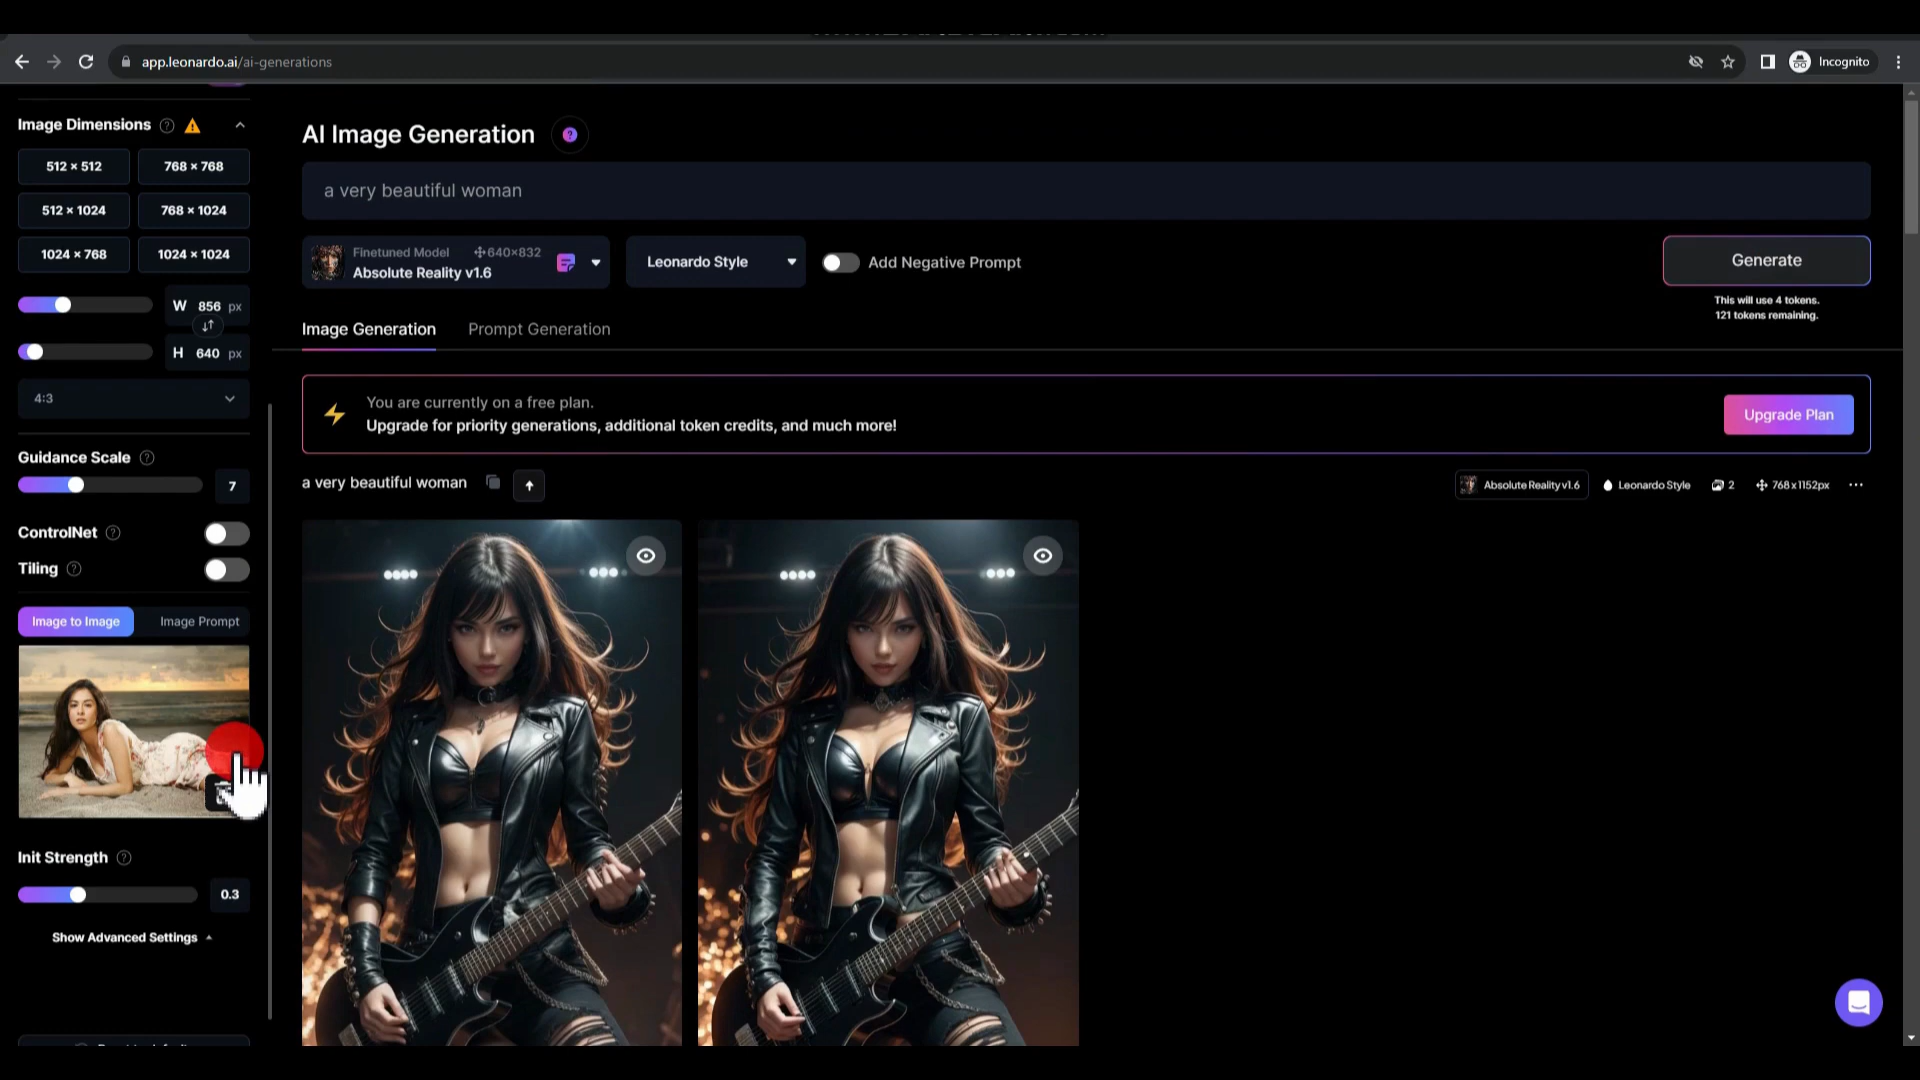 app.leonardo.ai/ai-generations
Incognito
Image Dimensions
512 × 512
768 × 768
512 × 1024
768 × 1024
1024 × 768
1024 × 1024
W 856 px
H 640 px
4:3
Guidance Scale
7
ControlNet
Tiling
Image to Image
Image Prompt
Init Strength
0.3
Show Advanced Settings
AI Image Generation
a very beautiful woman
Finetuned Model
640×832
Absolute Reality v1.6
Leonardo Style
Add Negative Prompt
Generate
This will use 4 tokens.
121 tokens remaining.
Image Generation
Prompt Generation
You are currently on a free plan.
Upgrade for priority generations, additional token credits, and much more!
Upgrade Plan
a very beautiful woman
Absolute Reality v1.6
Leonardo Style
2
768x1152px